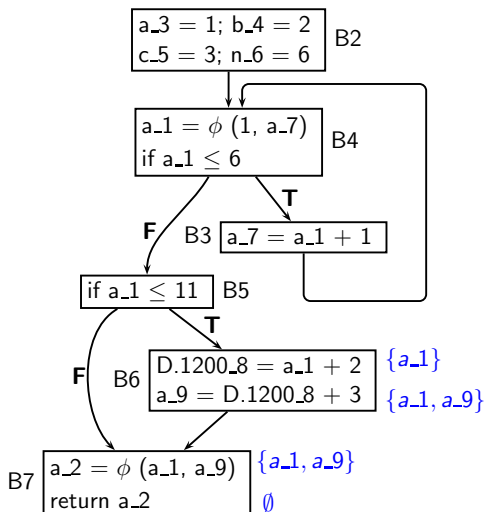 a_3 = 1; b_4 = 2
c_5 = 3; n_6 = 6
B2
a_1 = ϕ (1, a_7)
if a_1 ≤ 6
B4
F
T
B3
a_7 = a_1 + 1
if a_1 ≤ 11
B5
F
T
B6
D.1200_8 = a_1 + 2
{a_1}
a_9 = D.1200_8 + 3
{a_1, a_9}
B7
a_2 = ϕ (a_1, a_9)
{a_1, a_9}
return a_2
∅